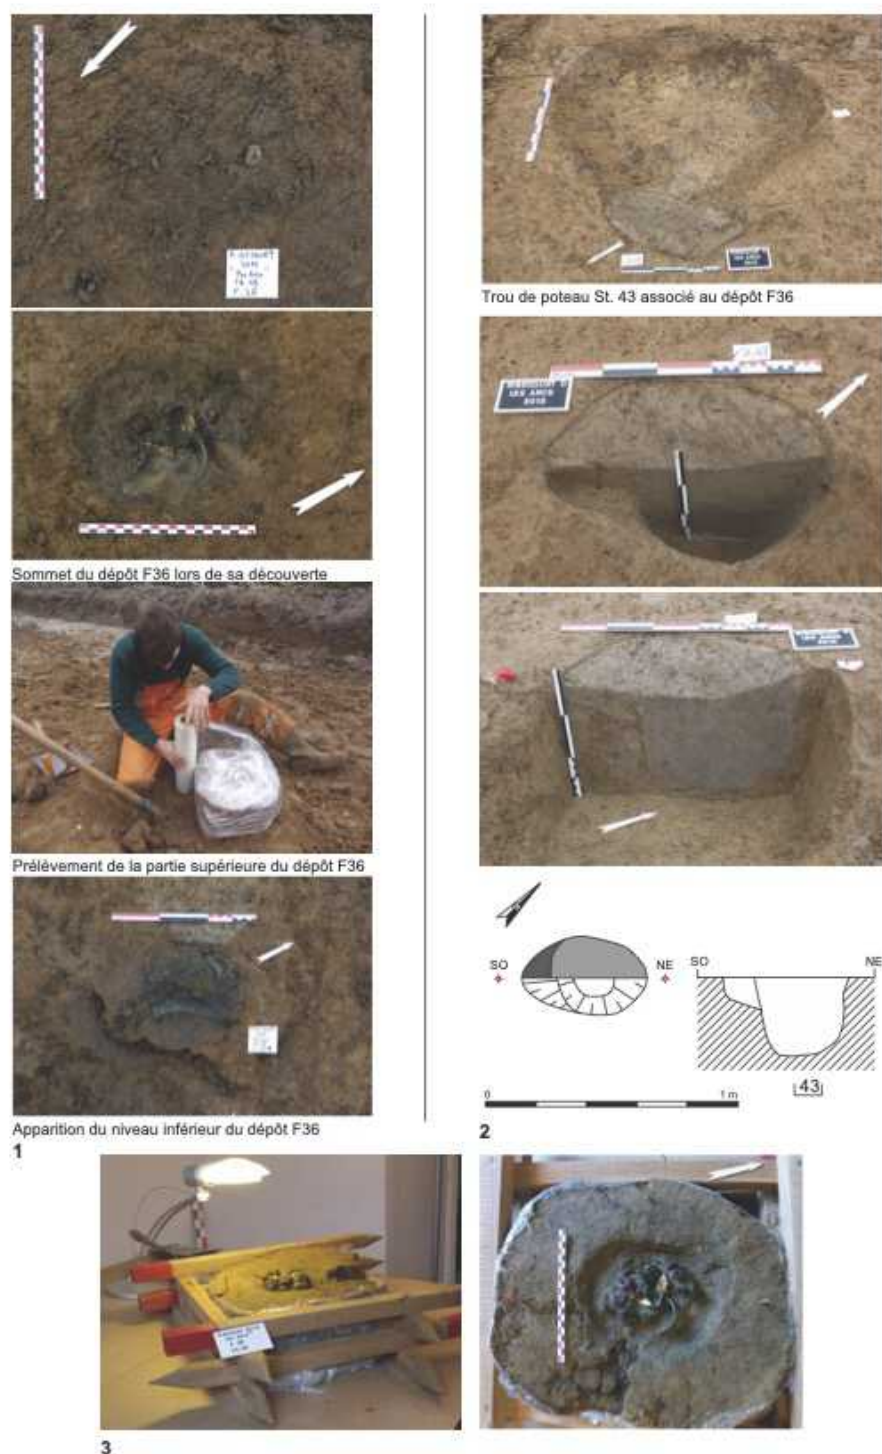 Sommet du dépôt F36 lors de sa découverte
Prélèvement de la partie supérieure du dépôt F36
Apparition du niveau inférieur du dépôt F36
1
Trou de poteau St. 43 associé au dépôt F36
LES AMCS
SO
NE
SO
NE
43
0
1 m
2
3